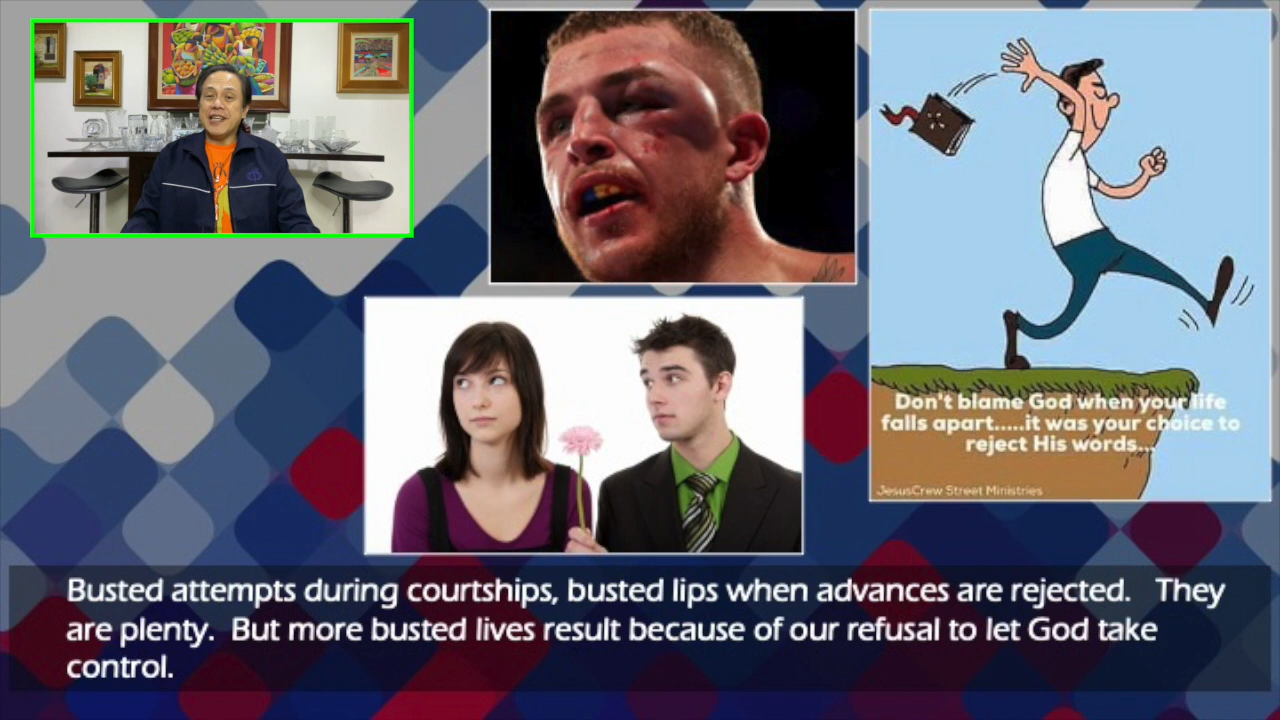 Don't blame God when your life
falls apart.....it was your choice to
reject His words...
JesusCrew Street Ministries
Busted attempts during courtships, busted lips when advances are rejected. They
are plenty. But more busted lives result because of our refusal to let God take
control.